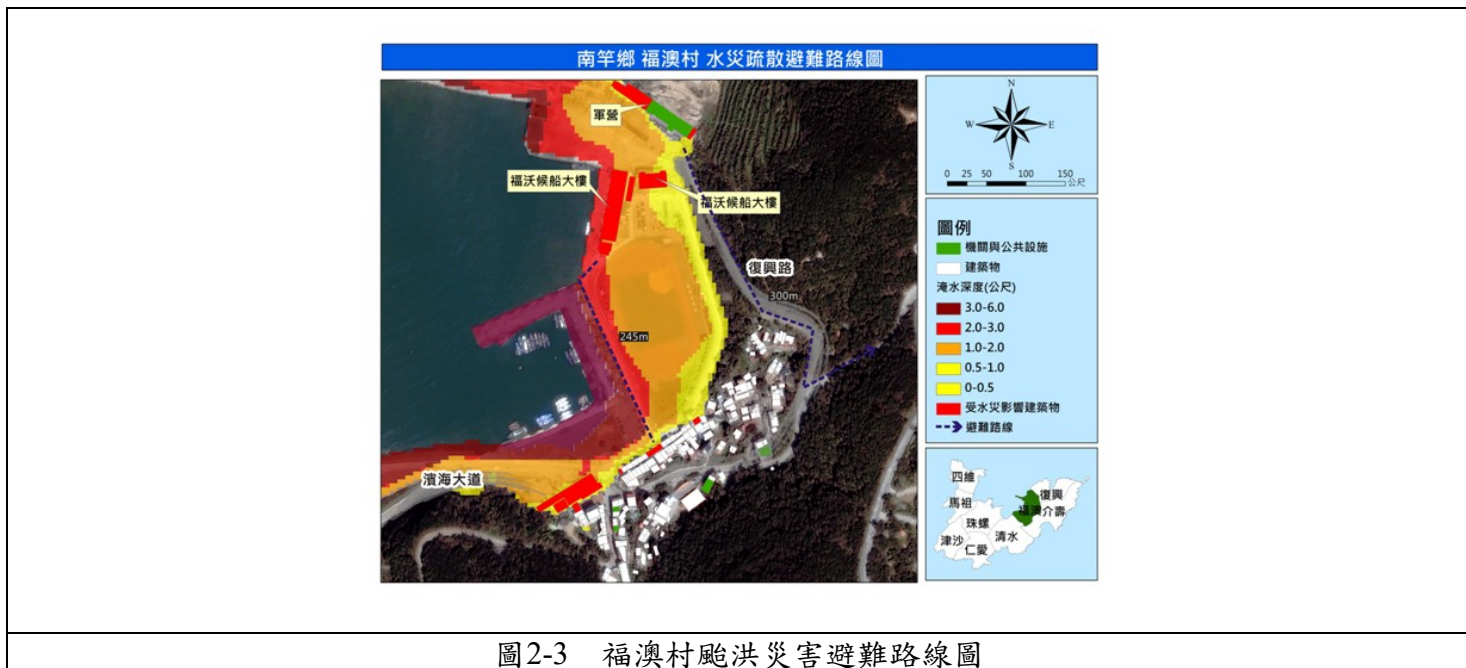 南竿鄉 福澳村 水災疏散避難路線圖
軍營
福沃候船大樓
福沃候船大樓
復興路
300m
245m
濱海大道
N
W
E
S
0 25 50 100 150
公尺
圖例
機關與公共設施
建築物
淹水深度(公尺)
3.0-6.0
2.0-3.0
1.0-2.0
0.5-1.0
0-0.5
受水災影響建築物
避難路線
四維
馬祖
復興
福澳
介壽
珠螺
清水
津沙
仁愛
圖2-3 福澳村颱洪災害避難路線圖